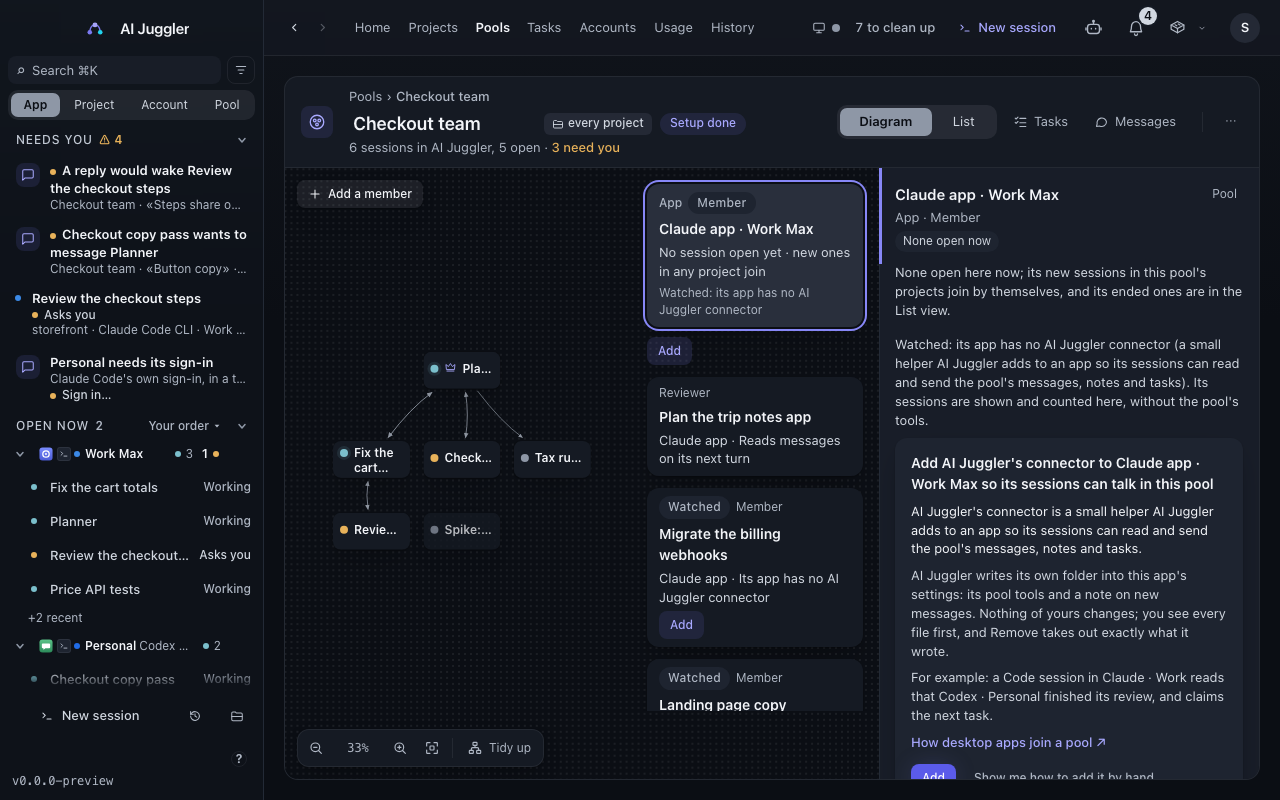 AI Juggler
Search ⌘K
App Project Account Pool
NEEDS YOU 4
A reply would wake Review
the checkout steps
Checkout team · «Steps share o…
Checkout copy pass wants to
message Planner
Checkout team · «Button copy» ·…
Review the checkout steps
Asks you
storefront · Claude Code CLI · Work …
Personal needs its sign-in
Claude Code's own sign-in, in a t…
Sign in…
OPEN NOW 2 Your order
Work Max 3 1
Fix the cart totals Working
Planner Working
Review the checkout… Asks you
Price API tests Working
+2 recent
Personal Codex … 2
Checkout copy pass Working
New session
?
v0.0.0-preview
Home Projects Pools Tasks Accounts Usage History
7 to clean up New session 4 S
Pools › Checkout team
Checkout team every project Setup done
6 sessions in AI Juggler, 5 open · 3 need you
Diagram List Tasks Messages …
Add a member
Pla…
Fix the
cart…
Check…
Tax ru…
Revie…
Spike:…
33% Tidy up
App Member
Claude app · Work Max
No session open yet · new ones
in any project join
Watched: its app has no AI
Juggler connector
Add
Reviewer
Plan the trip notes app
Claude app · Reads messages
on its next turn
Watched Member
Migrate the billing
webhooks
Claude app · Its app has no AI
Juggler connector
Add
Watched Member
Landing page copy
Claude app · Work Max Pool
App · Member
None open now
None open here now; its new sessions in this pool's
projects join by themselves, and its ended ones are in the
List view.
Watched: its app has no AI Juggler connector (a small
helper AI Juggler adds to an app so its sessions can read
and send the pool's messages, notes and tasks). Its
sessions are shown and counted here, without the pool's
tools.
Add AI Juggler's connector to Claude app ·
Work Max so its sessions can talk in this pool
AI Juggler's connector is a small helper AI Juggler
adds to an app so its sessions can read and send
the pool's messages, notes and tasks.
AI Juggler writes its own folder into this app's
settings: its pool tools and a note on new
messages. Nothing of yours changes; you see every
file first, and Remove takes out exactly what it
wrote.
For example: a Code session in Claude · Work reads
that Codex · Personal finished its review, and claims
the next task.
How desktop apps join a pool ↗
Add Show me how to add it by hand